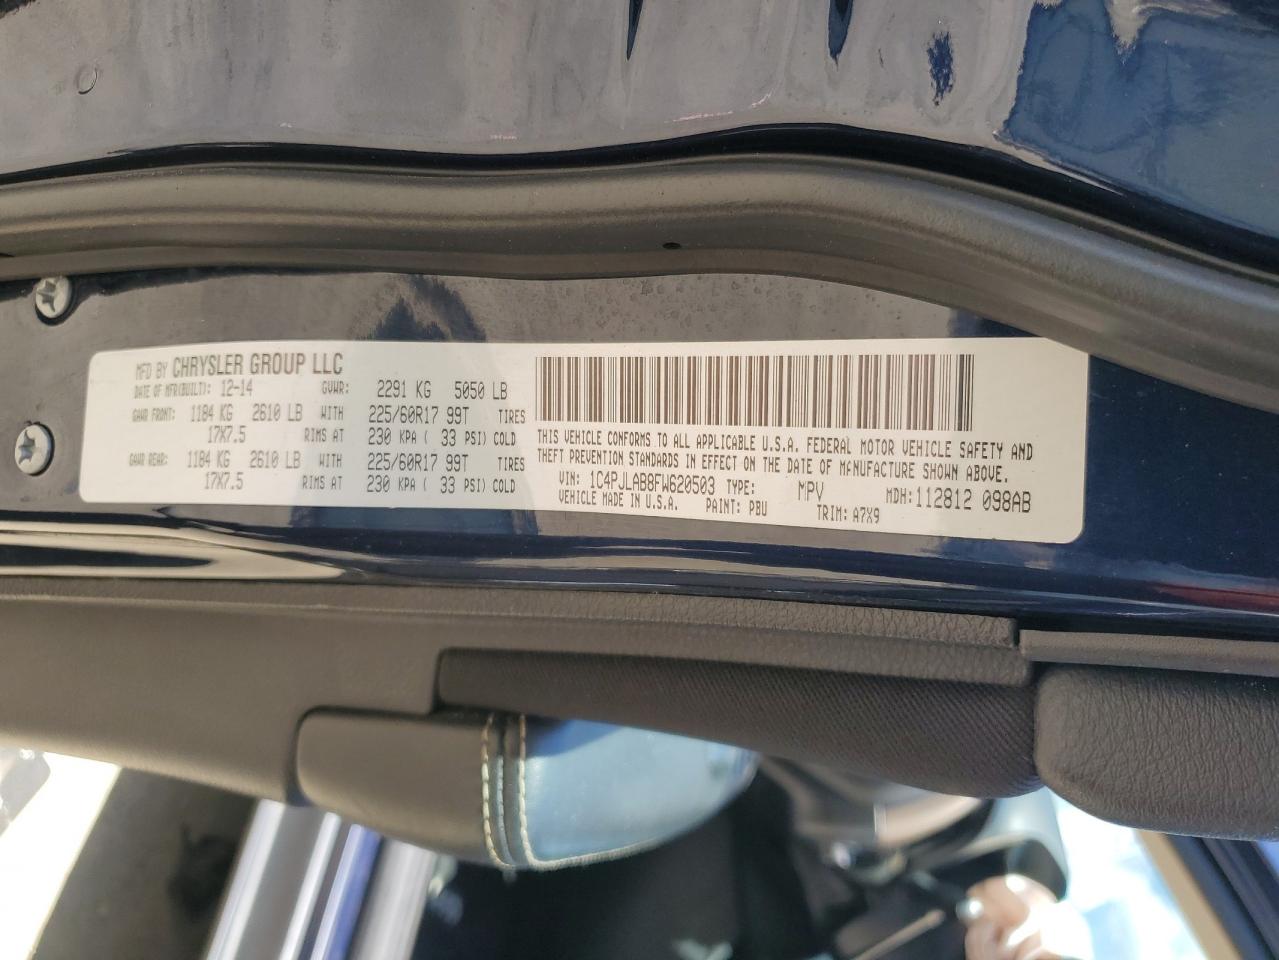 MFD BY CHRYSLER GROUP LLC
DATE OF MFR(BUILT): 12-14 GVWR: 2291 KG 5050 LB
GAWR FRONT: 1184 KG 2610 LB WITH 225/60R17 99T TIRES
17X7.5 RIMS AT 230 KPA ( 33 PSI) COLD
GAWR REAR: 1184 KG 2610 LB WITH 225/60R17 99T TIRES
17X7.5 RIMS AT 230 KPA ( 33 PSI) COLD
THIS VEHICLE CONFORMS TO ALL APPLICABLE U.S.A. FEDERAL MOTOR VEHICLE SAFETY AND
THEFT PREVENTION STANDARDS IN EFFECT ON THE DATE OF MANUFACTURE SHOWN ABOVE.
VIN: 1C4PJLAB8FW620503 TYPE: MPV MDH: 112812 098AB
VEHICLE MADE IN U.S.A. PAINT: PBU TRIM: A7X9